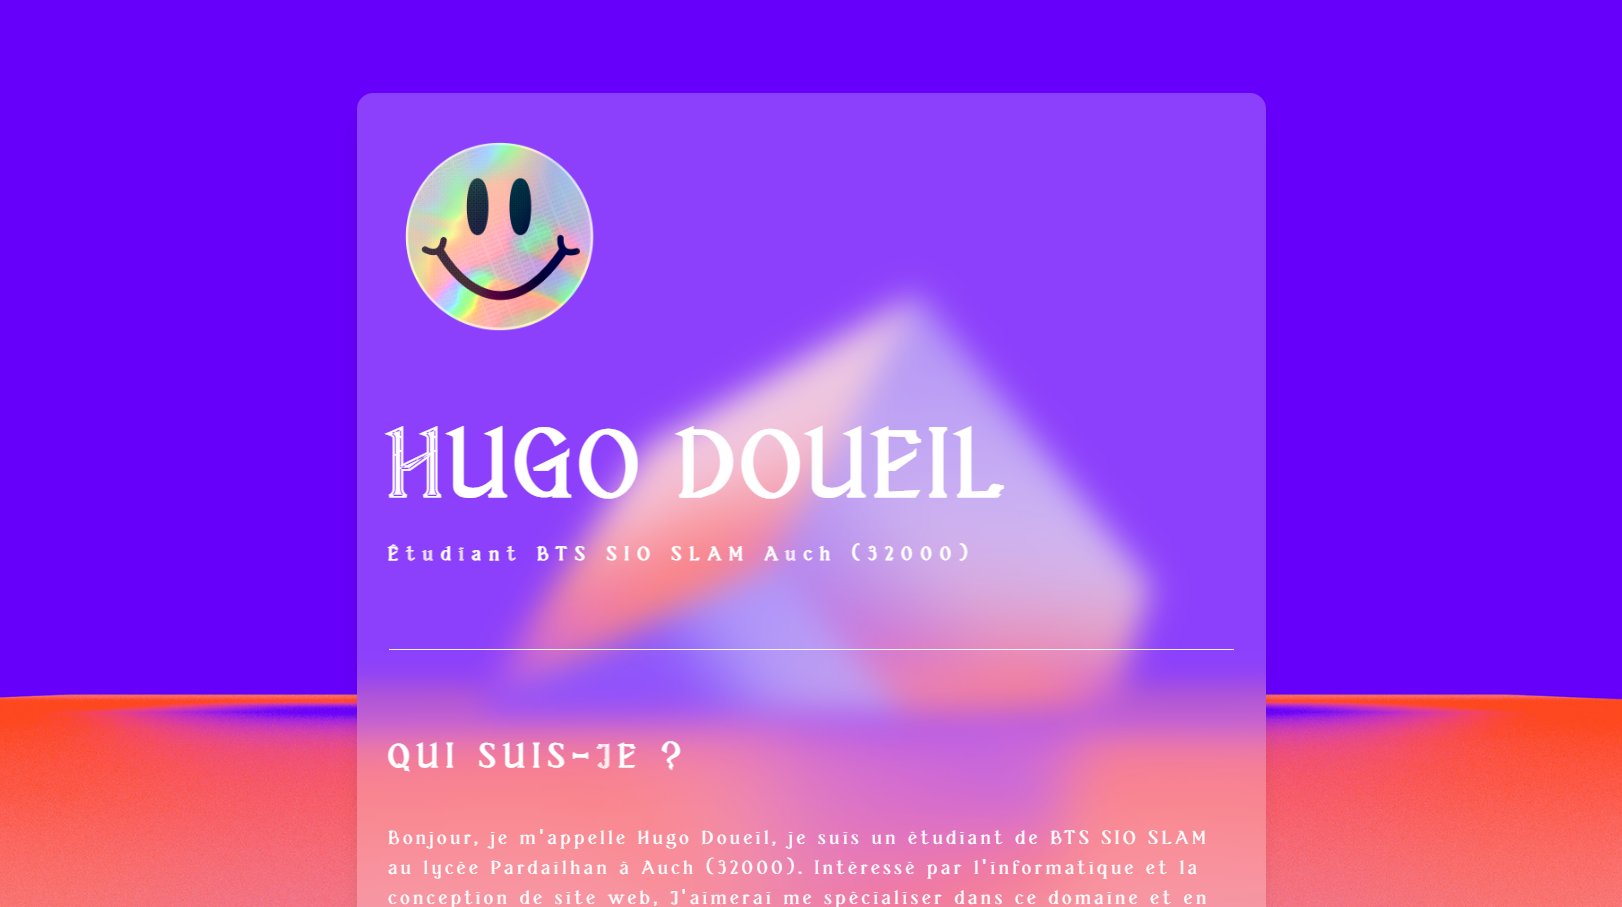 HUGO DOUEIL
Étudiant BTS SIO SLAM Auch (32000)
QUI SUIS-JE ?
Bonjour, je m'appelle Hugo Doueil, je suis un étudiant de BTS SIO SLAM
au lycée Pardailhan à Auch (32000). Intéressé par l'informatique et la
conception de site web, J'aimerai me spécialiser dans ce domaine et en